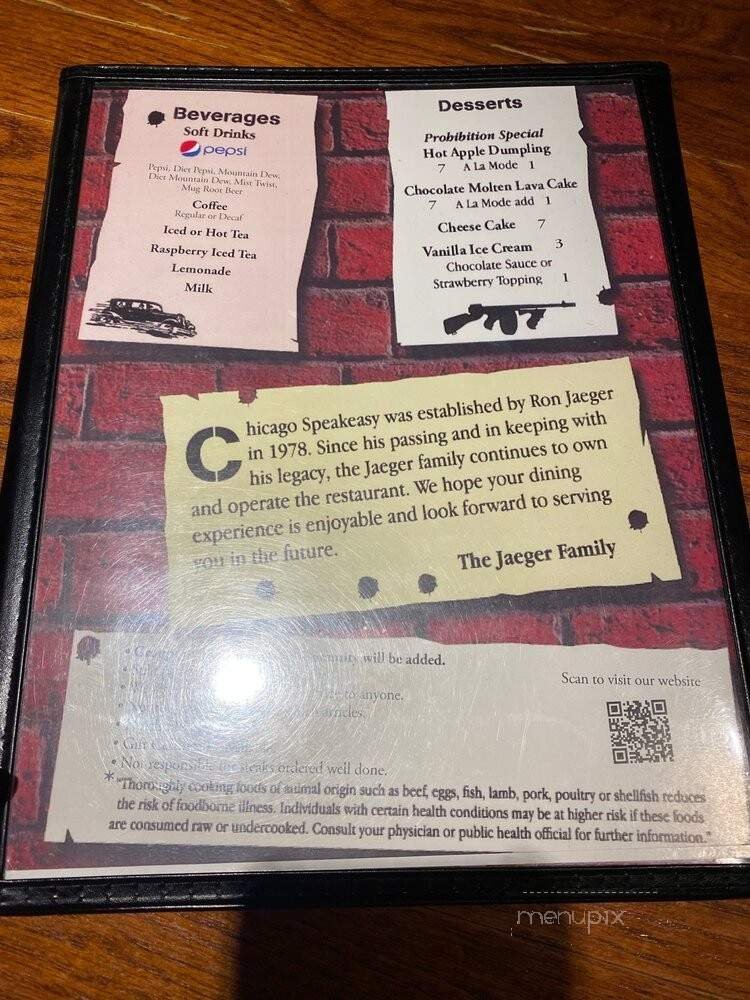 Beverages
Soft Drinks
pepsi
Pepsi, Diet Pepsi, Mountain Dew,
Diet Mountain Dew, Mist Twist,
Mug Root Beer
Coffee
Regular or Decaf
Iced or Hot Tea
Raspberry Iced Tea
Lemonade
Milk
Desserts
Prohibition Special
Hot Apple Dumpling
7 A La Mode 1
Chocolate Molten Lava Cake
7 A La Mode add 1
Cheese Cake 7
Vanilla Ice Cream 3
Chocolate Sauce or
Strawberry Topping 1
Chicago Speakeasy was established by Ron Jaeger
in 1978. Since his passing and in keeping with
his legacy, the Jaeger family continues to own
and operate the restaurant. We hope your dining
experience is enjoyable and look forward to serving
you in the future.
The Jaeger Family
will be added.
to anyone.
articles.
• Gift
• Not responsible for steaks ordered well done.
Scan to visit our website
*"Thoroughly cooking foods of animal origin such as beef, eggs, fish, lamb, pork, poultry or shellfish reduces
the risk of foodborne illness. Individuals with certain health conditions may be at higher risk if these foods
are consumed raw or undercooked. Consult your physician or public health official for further information."
menupix